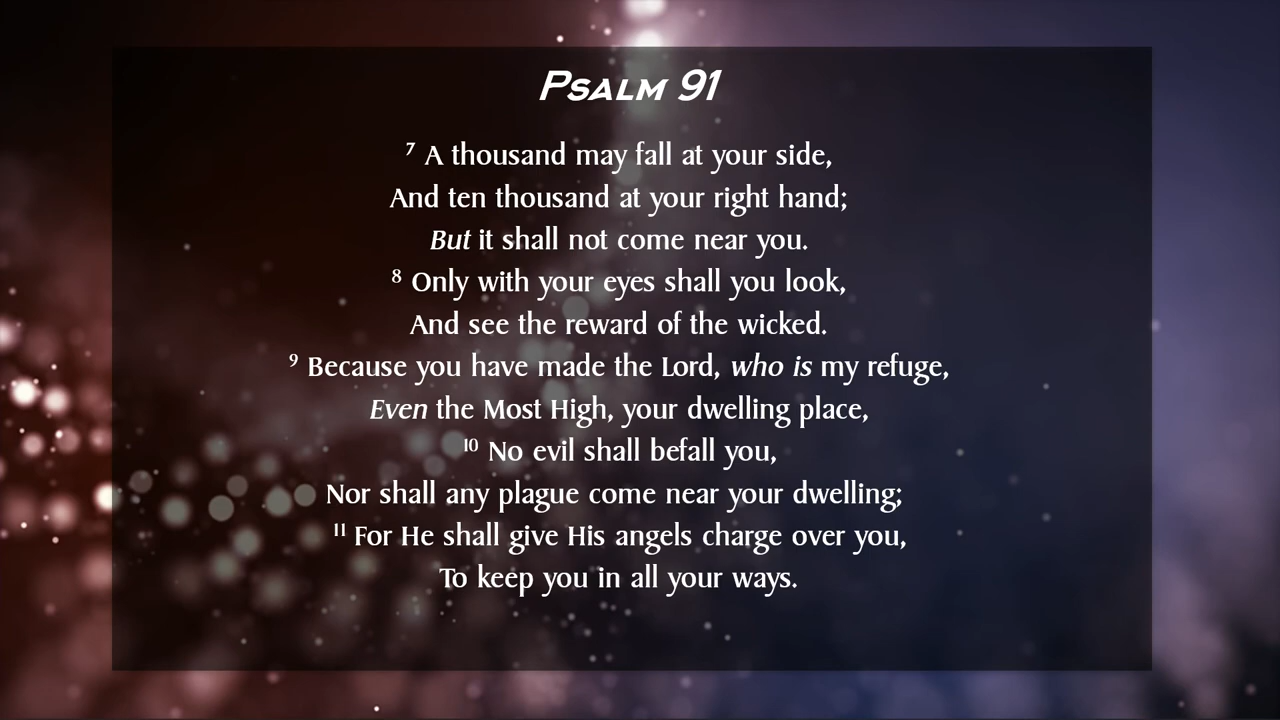 Psalm 91
7 A thousand may fall at your side,
And ten thousand at your right hand;
But it shall not come near you.
8 Only with your eyes shall you look,
And see the reward of the wicked.
9 Because you have made the Lord, who is my refuge,
Even the Most High, your dwelling place,
10 No evil shall befall you,
Nor shall any plague come near your dwelling;
11 For He shall give His angels charge over you,
To keep you in all your ways.